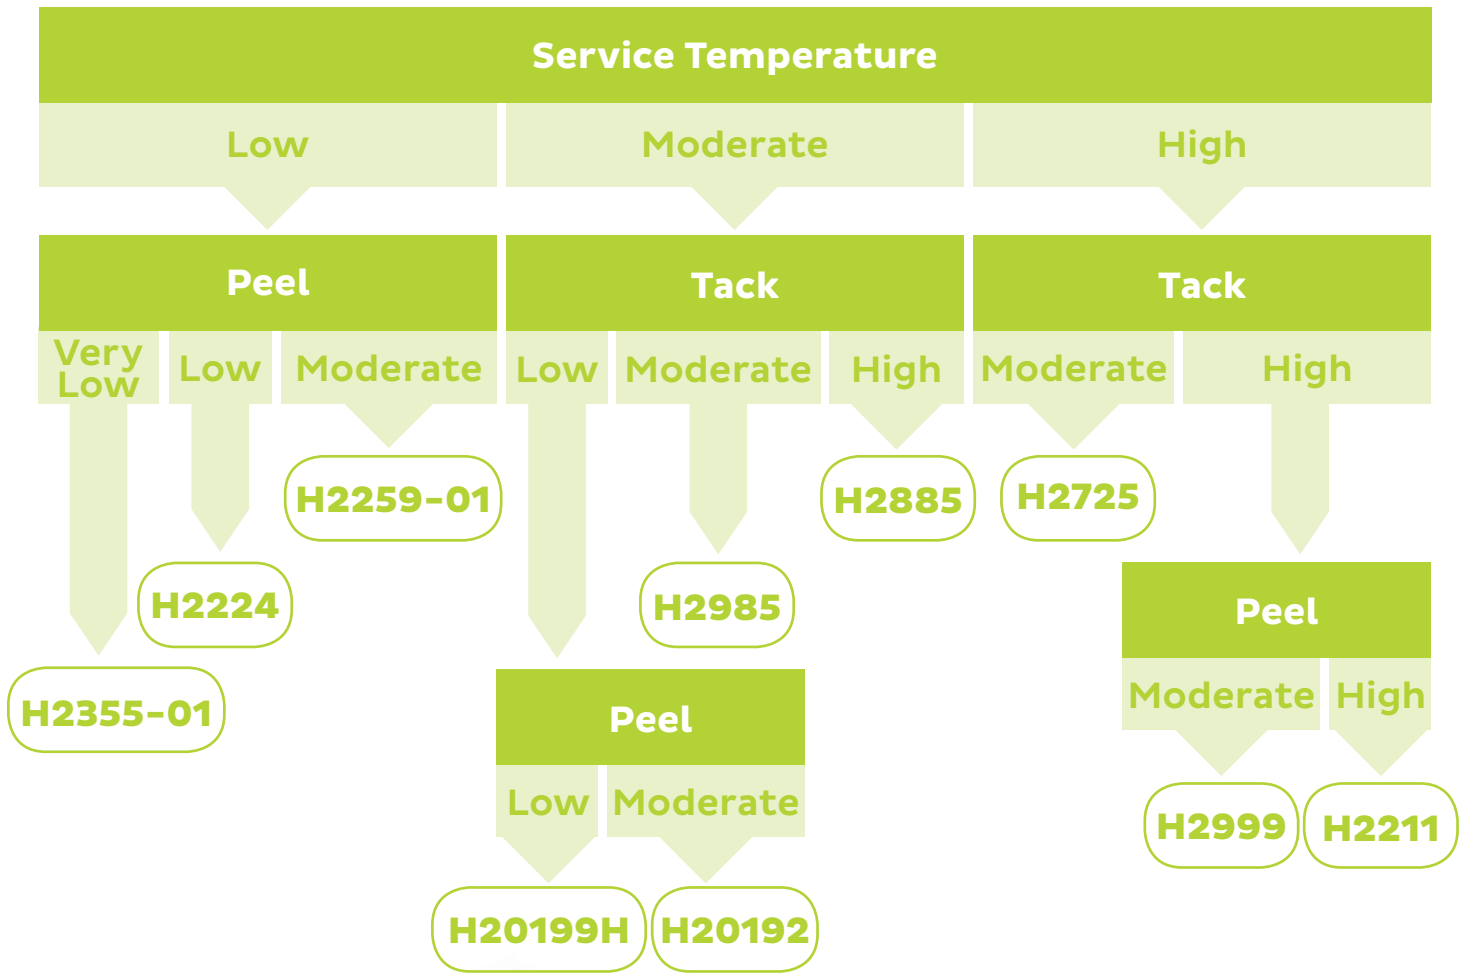 Service Temperature
Low
Moderate
High
Peel
Tack
Tack
Very
Low
Low
Moderate
Low
Moderate
High
Moderate
High
H2259-01
H2885
H2725
H2224
H2985
Peel
Moderate
High
H2355-01
Peel
Low
Moderate
H2999
H2211
H20199H
H20192